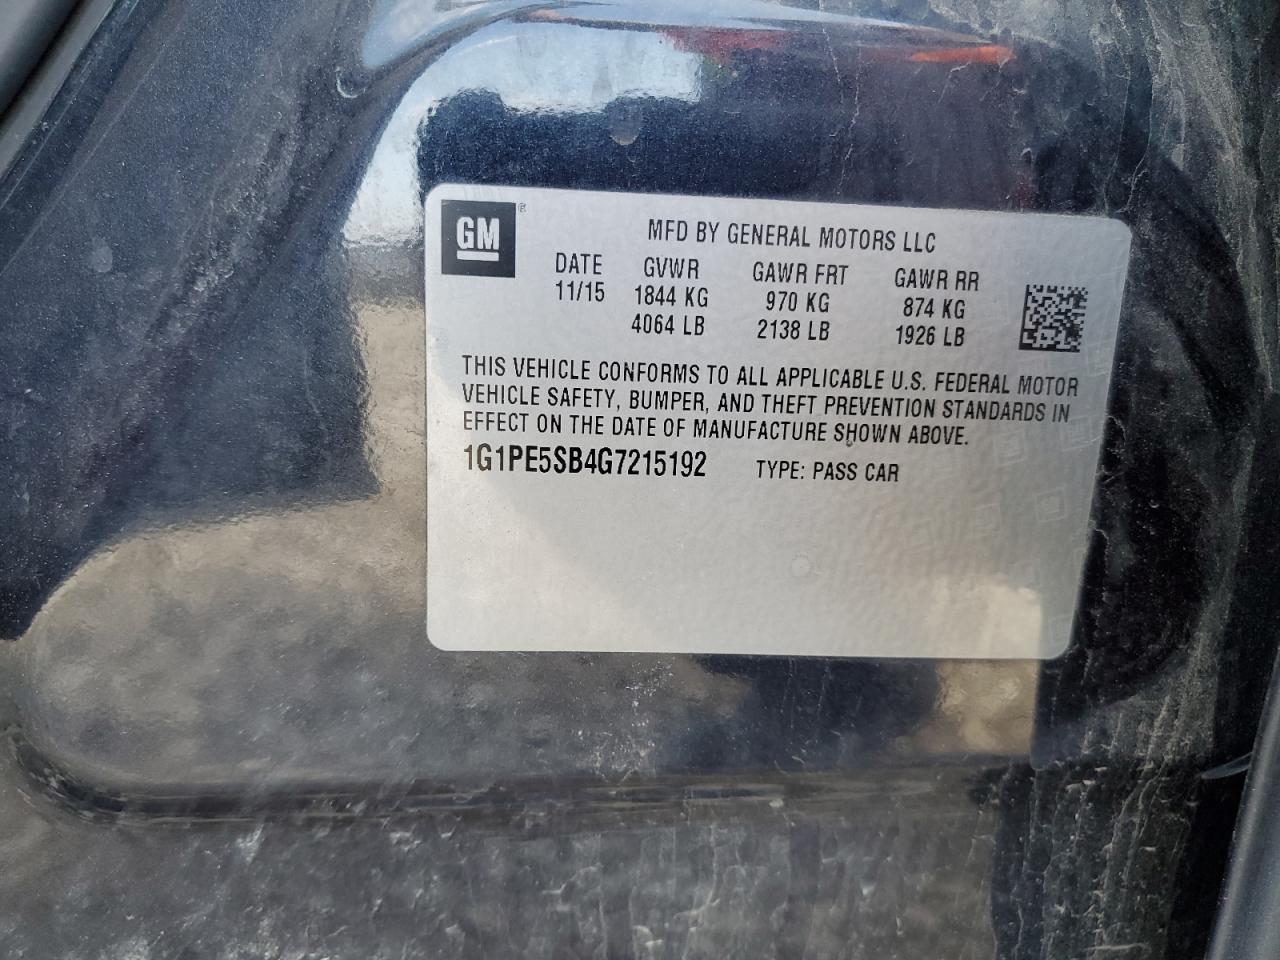 GM
MFD BY GENERAL MOTORS LLC
DATE GVWR GAWR FRT GAWR RR
11/15 1844 KG 970 KG 874 KG
4064 LB 2138 LB 1926 LB
THIS VEHICLE CONFORMS TO ALL APPLICABLE U.S. FEDERAL MOTOR
VEHICLE SAFETY, BUMPER, AND THEFT PREVENTION STANDARDS IN
EFFECT ON THE DATE OF MANUFACTURE SHOWN ABOVE.
1G1PE5SB4G7215192 TYPE: PASS CAR